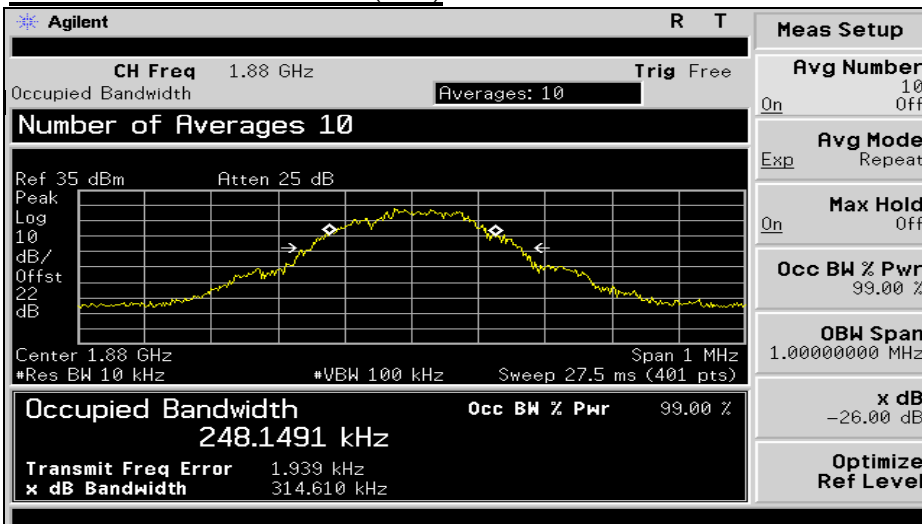 Agilent
R T
CH Freq 1.88 GHz
Trig Free
Occupied Bandwidth
Averages: 10
Number of Averages 10
Ref 35 dBm
Atten 25 dB
Peak
Log
10
dB/
Offst
22
dB
Center 1.88 GHz
Span 1 MHz
#Res BW 10 kHz
#VBW 100 kHz
Sweep 27.5 ms (401 pts)
Occupied Bandwidth
248.1491 kHz
Occ BW % Pwr 99.00 %
Transmit Freq Error 1.939 kHz
x dB Bandwidth 314.610 kHz
Meas Setup
Avg Number
10
On Off
Avg Mode
Exp Repeat
Max Hold
On Off
Occ BW % Pwr
99.00 %
OBW Span
1.00000000 MHz
x dB
-26.00 dB
Optimize
Ref Level